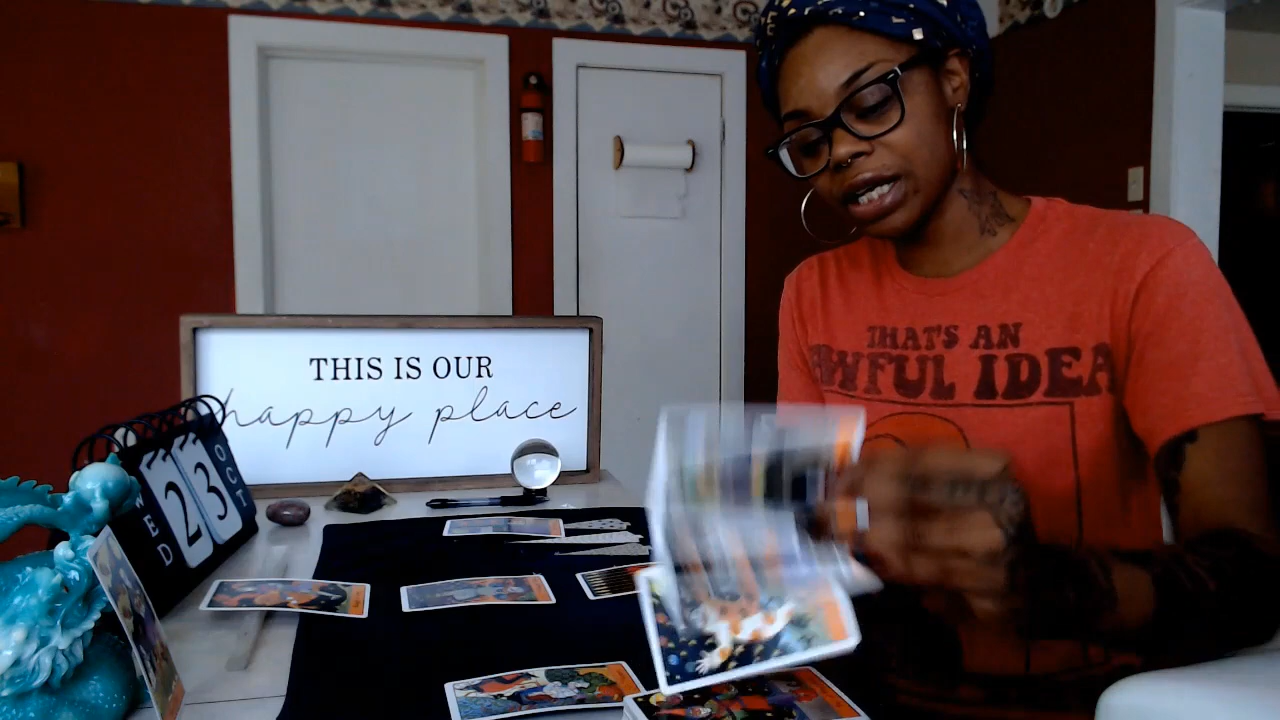 THIS IS OUR
happy place
THAT'S AN
AWFUL IDEA
WED
23
OCT